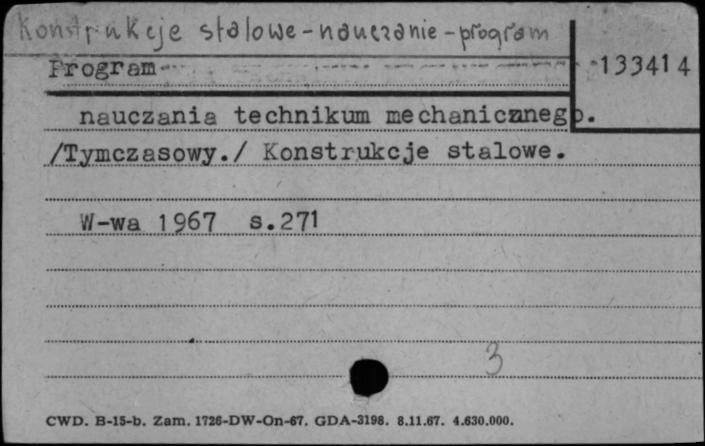 Konstrukcje stalowe - nauczanie - program
Program
133414
nauczania technikum mechanicznego.
/Tymczasowy./ Konstrukcje stalowe.
W-wa 1967 s.271
3
CWD. B-15-b. Zam. 1726-DW-On-67. GDA-3198. 8.11.67. 4.630.000.